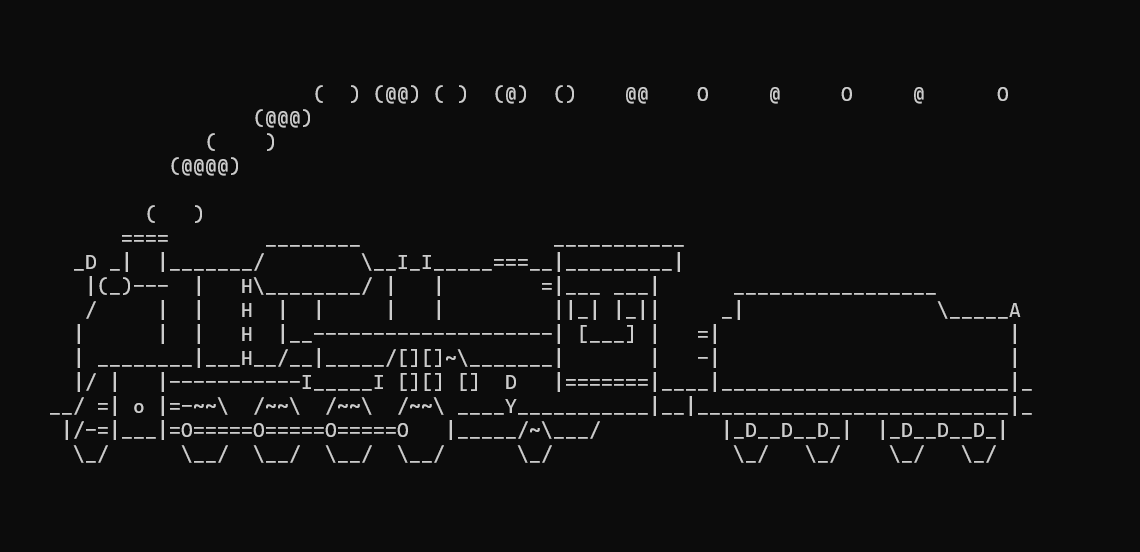 (  ) (@@) ( )  (@)  ()    @@    O     @     O     @      O
                 (@@@)
             (    )
          (@@@@)

        (   )
      ====        ________                ___________
  _D _|  |_______/        \__I_I_____===__|_________|
   |(_)---  |   H\________/ |   |        =|___ ___|      _________________
   /     |  |   H  |  |     |   |         ||_| |_||     _|                \_____A
  |      |  |   H  |__--------------------| [___] |   =|                        |
  | ________|___H__/__|_____/[][]~\_______|       |   -|                        |
  |/ |   |-----------I_____I [][] []  D   |=======|____|________________________|_
__/ =| o |=-~~\  /~~\  /~~\  /~~\ ____Y___________|__|__________________________|_
 |/-=|___|=O=====O=====O=====O   |_____/~\___/          |_D__D__D_|  |_D__D__D_|
  \_/      \__/  \__/  \__/  \__/      \_/               \_/   \_/    \_/   \_/